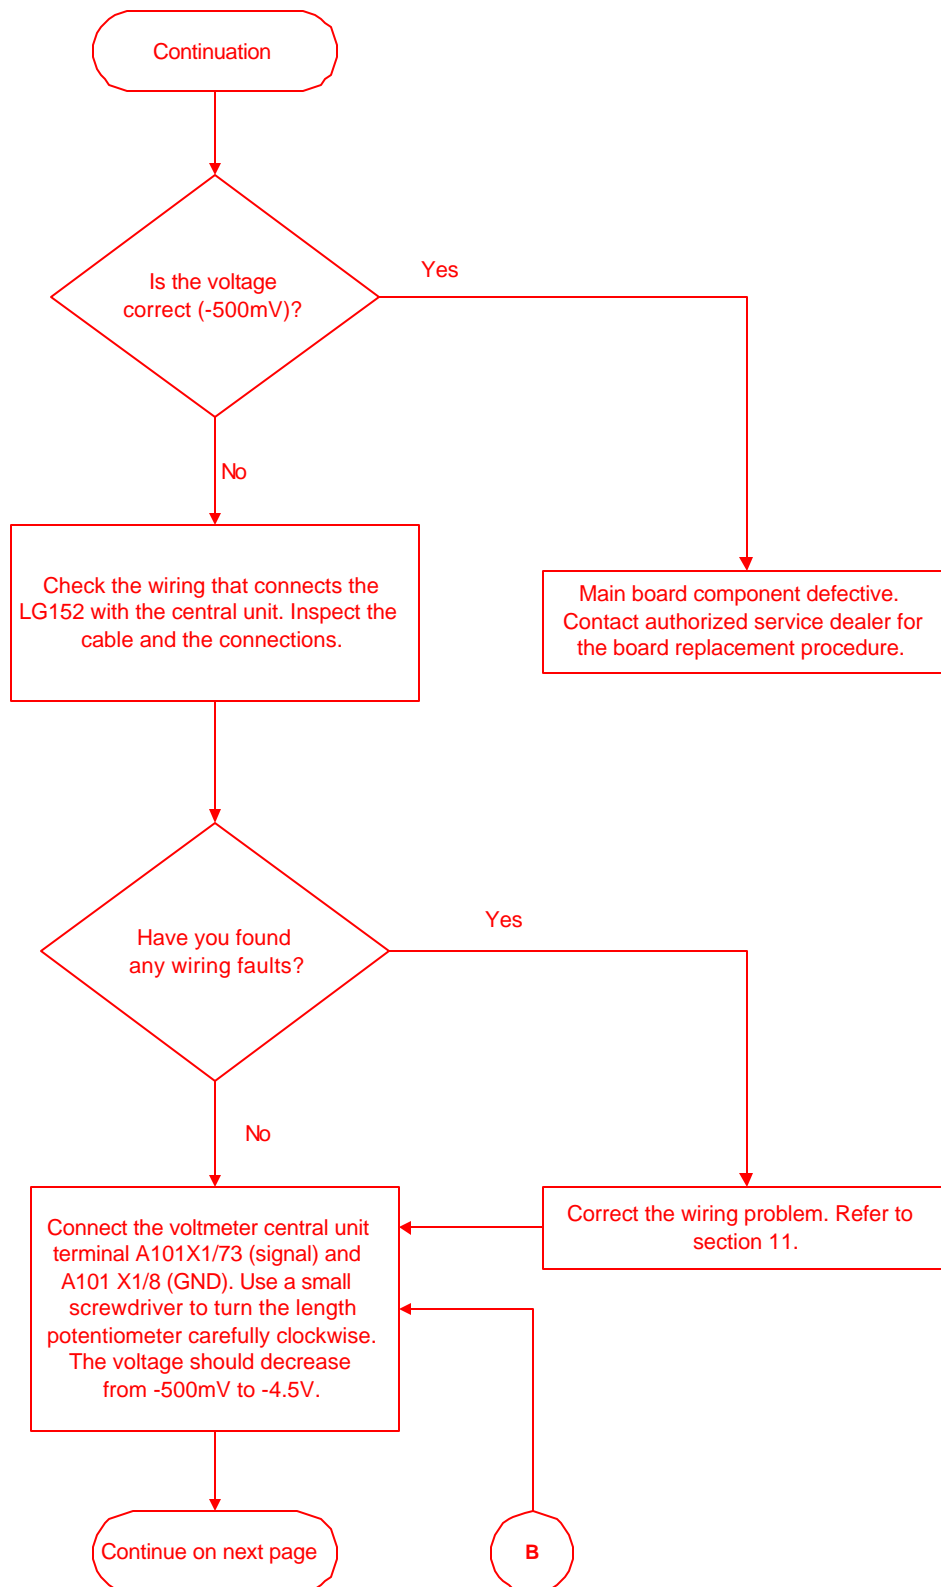 Continuation
Is the voltage
correct (-500mV)?
Yes
No
Check the wiring that connects the
LG152 with the central unit. Inspect the
cable and the connections.
Main board component defective.
Contact authorized service dealer for
the board replacement procedure.
Have you found
any wiring faults?
Yes
No
Connect the voltmeter central unit
terminal A101X1/73 (signal) and
A101 X1/8 (GND). Use a small
screwdriver to turn the length
potentiometer carefully clockwise.
The voltage should decrease
from -500mV to -4.5V.
Correct the wiring problem. Refer to
section 11.
Continue on next page
B